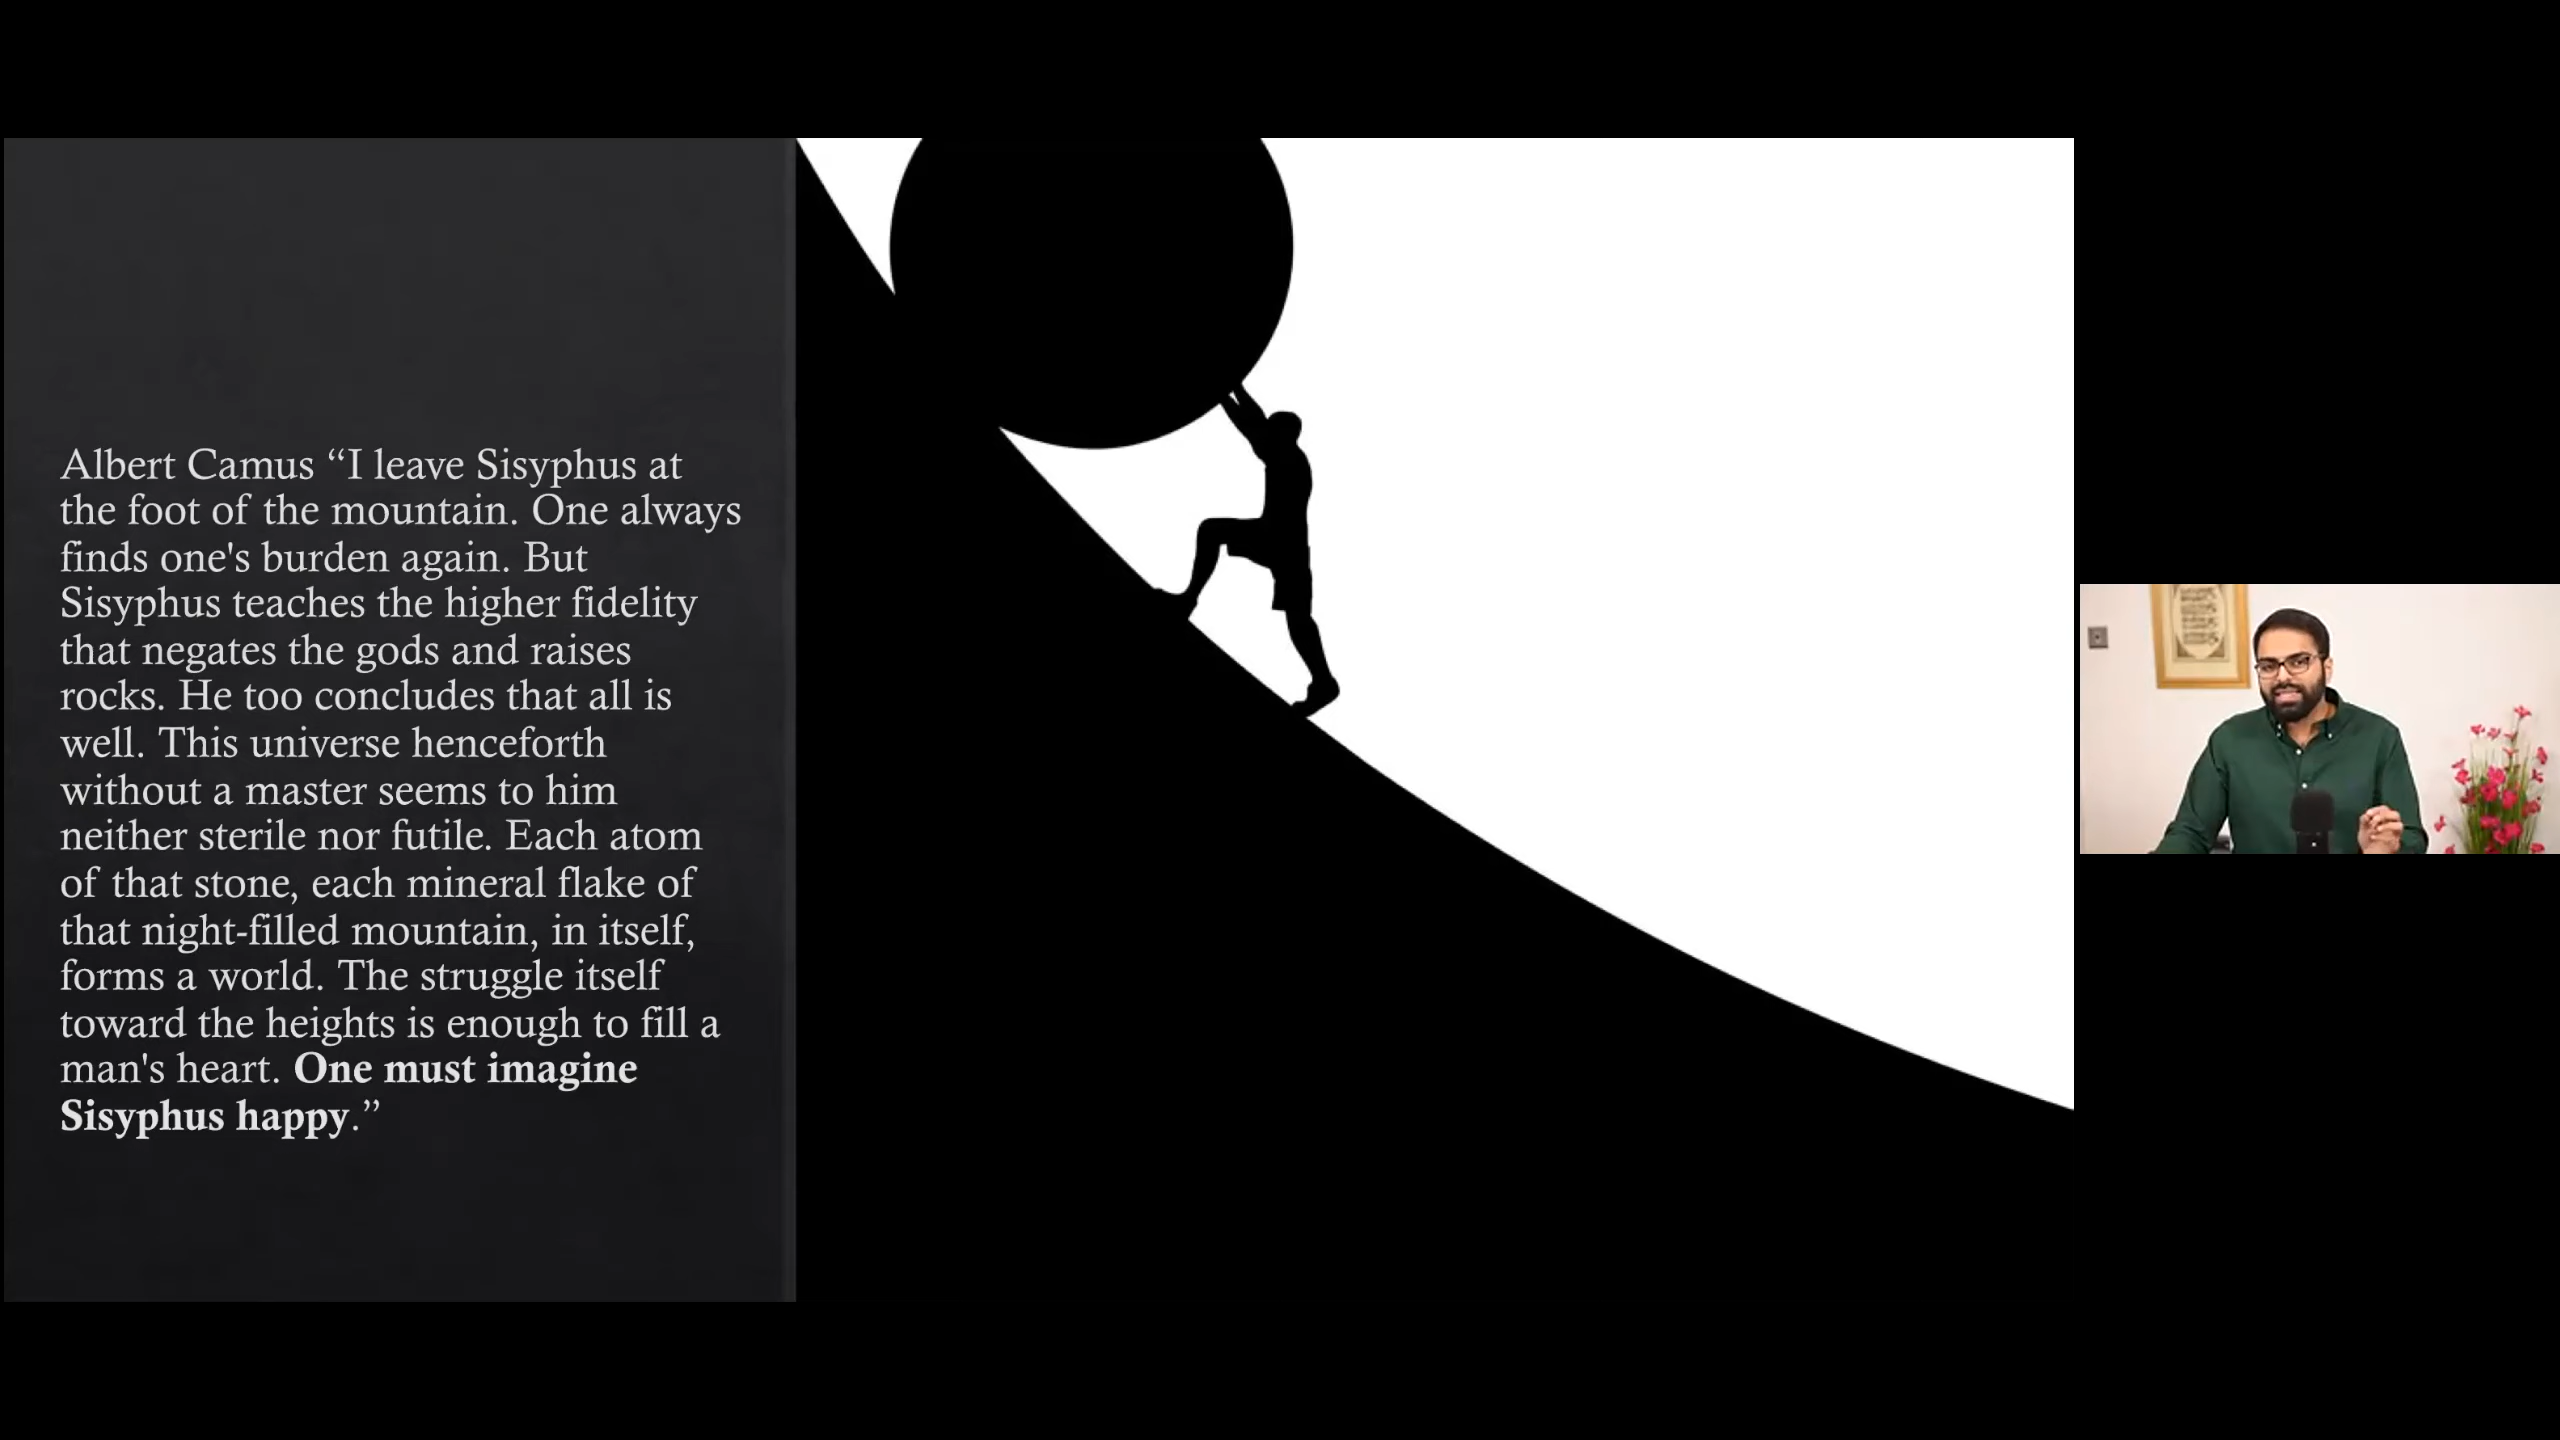 Albert Camus “I leave Sisyphus at
the foot of the mountain. One always
finds one's burden again. But
Sisyphus teaches the higher fidelity
that negates the gods and raises
rocks. He too concludes that all is
well. This universe henceforth
without a master seems to him
neither sterile nor futile. Each atom
of that stone, each mineral flake of
that night-filled mountain, in itself,
forms a world. The struggle itself
toward the heights is enough to fill a
man's heart. One must imagine
Sisyphus happy.”